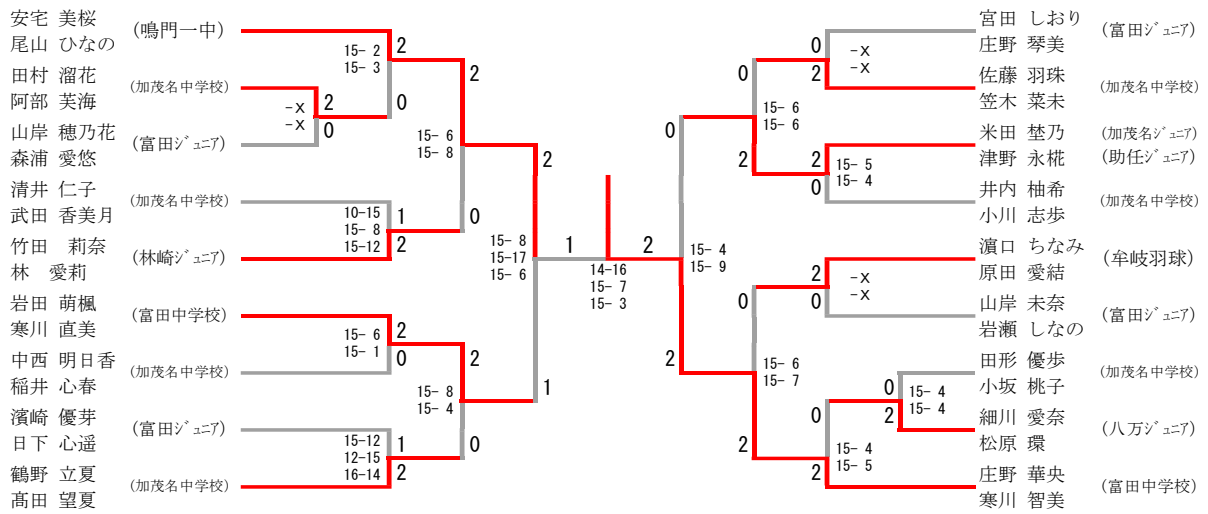 安宅 美桜
尾山 ひなの
(鳴門一中)
田村 溜花
阿部 芙海
(加茂名中学校)
山岸 穂乃花
森浦 愛悠
(富田ジュニア)
清井 仁子
武田 香美月
(加茂名中学校)
竹田 莉奈
林 愛莉
(林崎ジュニア)
岩田 萌楓
寒川 直美
(富田中学校)
中西 明日香
稲井 心春
(加茂名中学校)
濱崎 優芽
日下 心遥
(富田ジュニア)
鶴野 立夏
髙田 望夏
(加茂名中学校)
-X
-X
2
0
15- 2
15- 3
2
0
10-15
15- 8
15-12
1
2
15- 6
15- 1
2
0
15-12
12-15
16-14
1
2
15- 6
15- 8
2
0
15- 8
15- 4
2
0
15- 8
15-17
15- 6
2
1
1
14-16
15- 7
15- 3
2
15- 4
15- 9
0
2
15- 6
15- 6
0
2
15- 6
15- 7
0
2
-X
-X
0
2
15- 5
15- 4
2
0
-X
-X
2
0
15- 4
15- 5
0
2
15- 4
15- 4
0
2
宮田 しおり
庄野 琴美
(富田ジュニア)
佐藤 羽珠
笠木 菜未
(加茂名中学校)
米田 埜乃
(加茂名ジュニア)
津野 永椛
(助任ジュニア)
井内 柚希
小川 志歩
(加茂名中学校)
濵口 ちなみ
原田 愛結
(牟岐羽球)
山岸 未奈
岩瀬 しなの
(富田ジュニア)
田形 優歩
小坂 桃子
(加茂名中学校)
細川 愛奈
松原 環
(八万ジュニア)
庄野 華央
寒川 智美
(富田中学校)